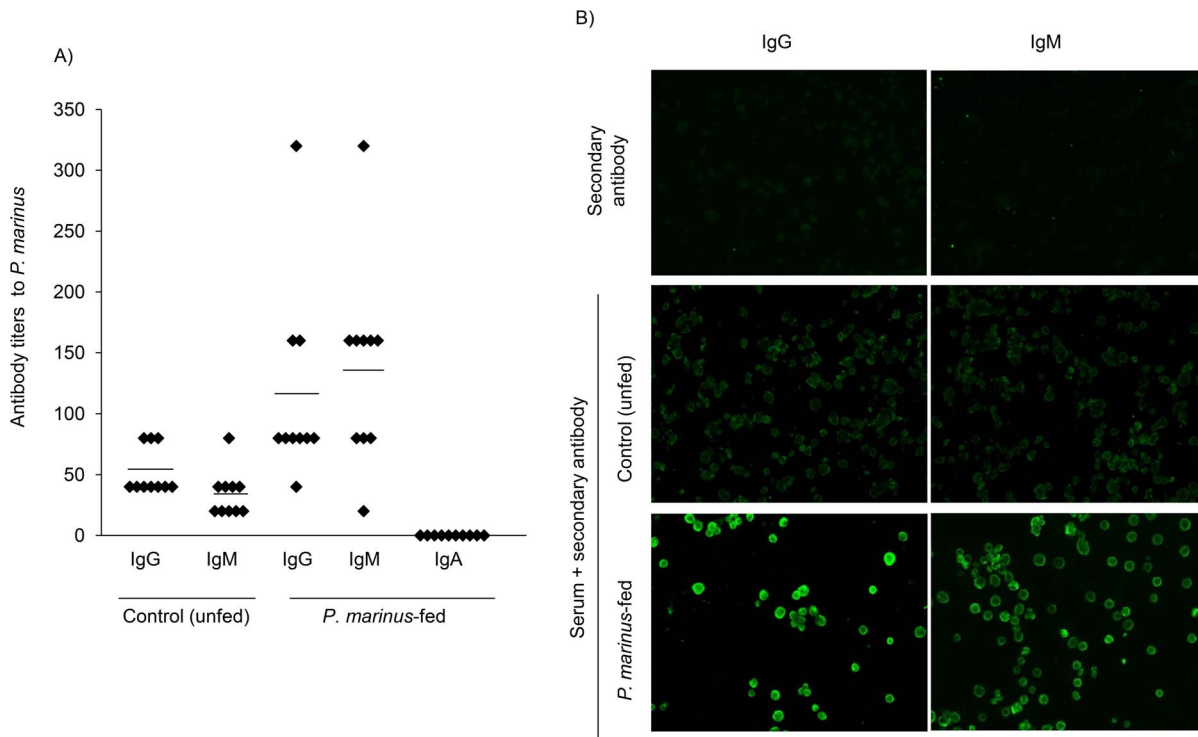 A)
Antibody titers to P. marinus
350
300
250
200
150
100
50
0
IgG IgM IgG IgM IgA
Control (unfed) P. marinus-fed
B)
IgG IgM
Secondary
antibody
Serum + secondary antibody
Control (unfed)
P. marinus-fed